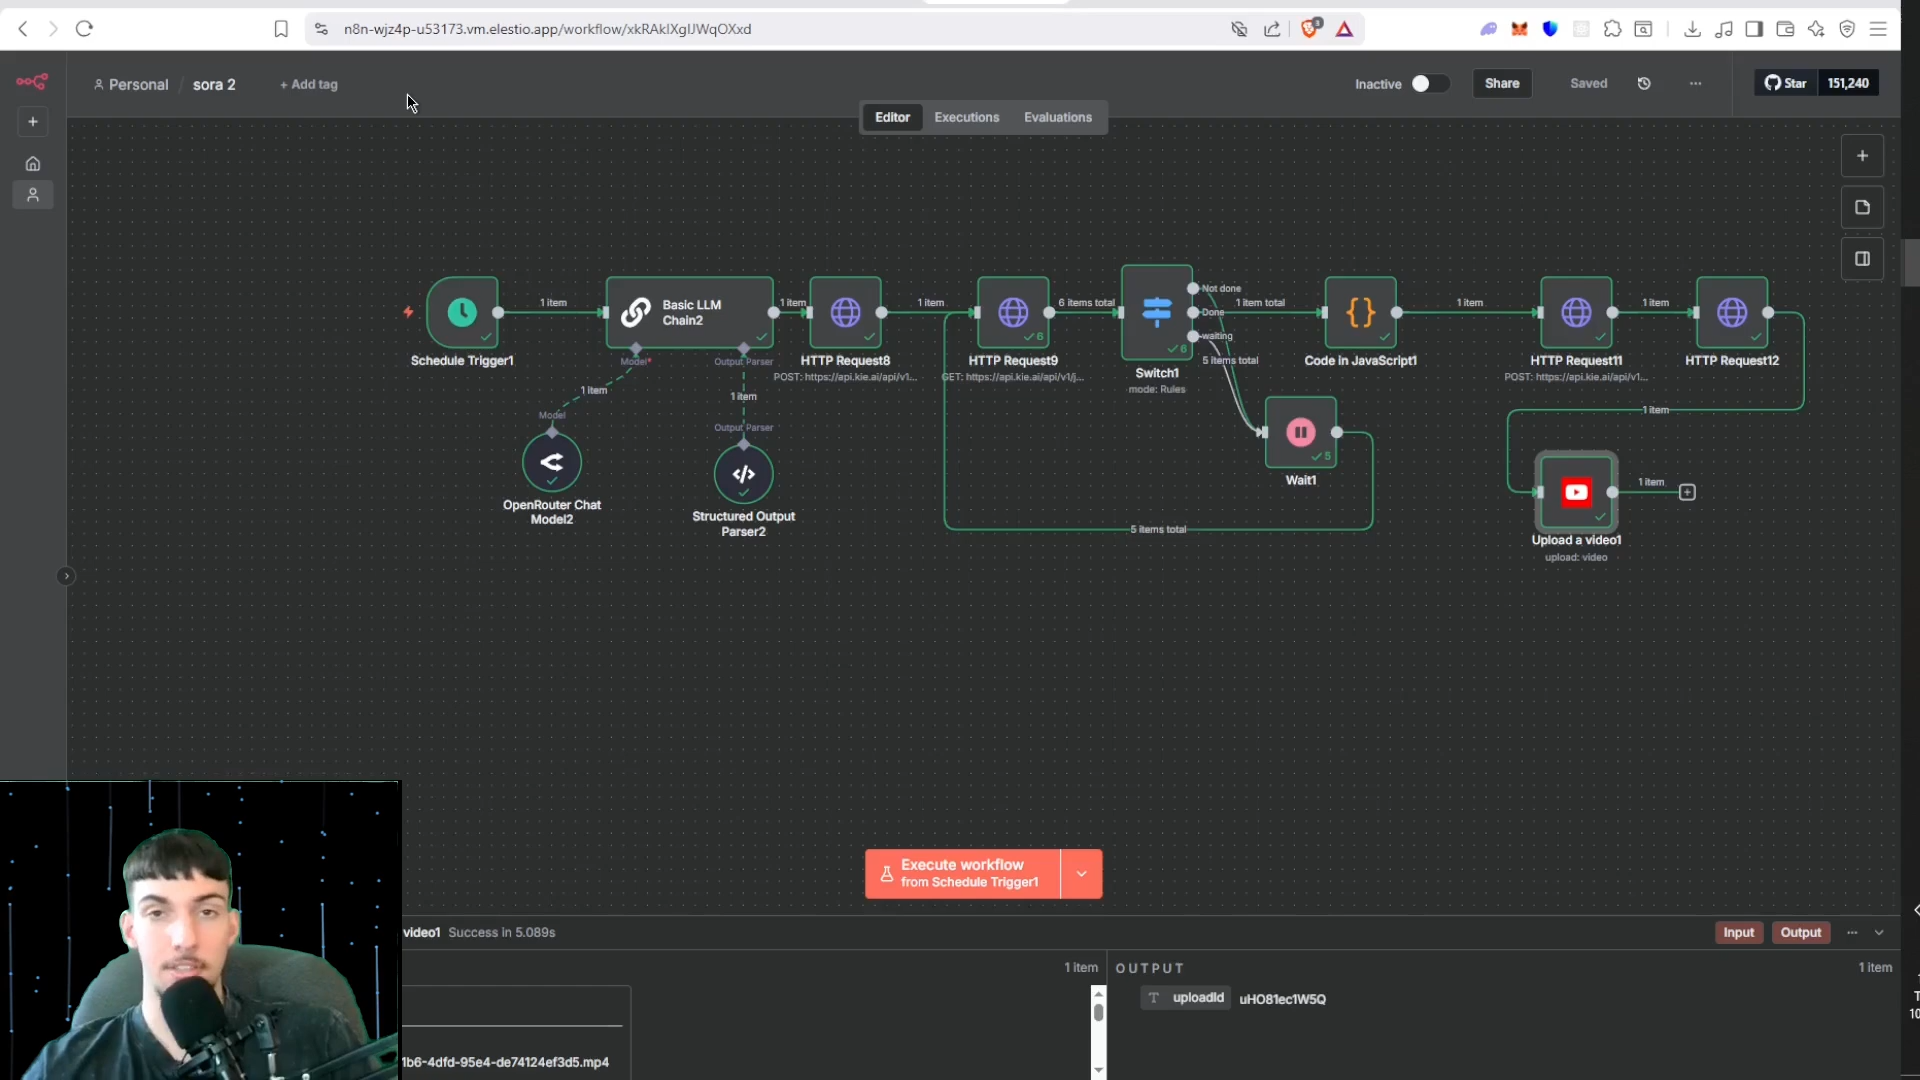 n8n-wjz4p-u53173.vm.elestio.app/workflow/xkRAklXgIJWqOXxd
Personal / sora 2 + Add tag
Inactive Share Saved Star 151,240
Editor Executions Evaluations
Schedule Trigger1
1 item
Basic LLM
Chain2
Model*
Output Parser
1 item
HTTP Request8
POST: https://api.kie.ai/api/v1...
1 item
HTTP Request9
GET: https://api.kie.ai/api/v1/j...
6 items total
Switch1
mode: Rules
Not done
Done
waiting
1 item total
5 items total
Code in JavaScript1
1 item
HTTP Request11
POST: https://api.kie.ai/api/v1...
1 item
HTTP Request12
1 item
1 item
Model
OpenRouter Chat
Model2
1 item
Output Parser
Structured Output
Parser2
6
6
5
Wait1
5 items total
Upload a video1
upload: video
1 item
Execute workflow
from Schedule Trigger1
video1 Success in 5.089s
Input Output
1 item
OUTPUT
1 item
T uploadId uHO81ec1W5Q
1b6-4dfd-95e4-de74124ef3d5.mp4